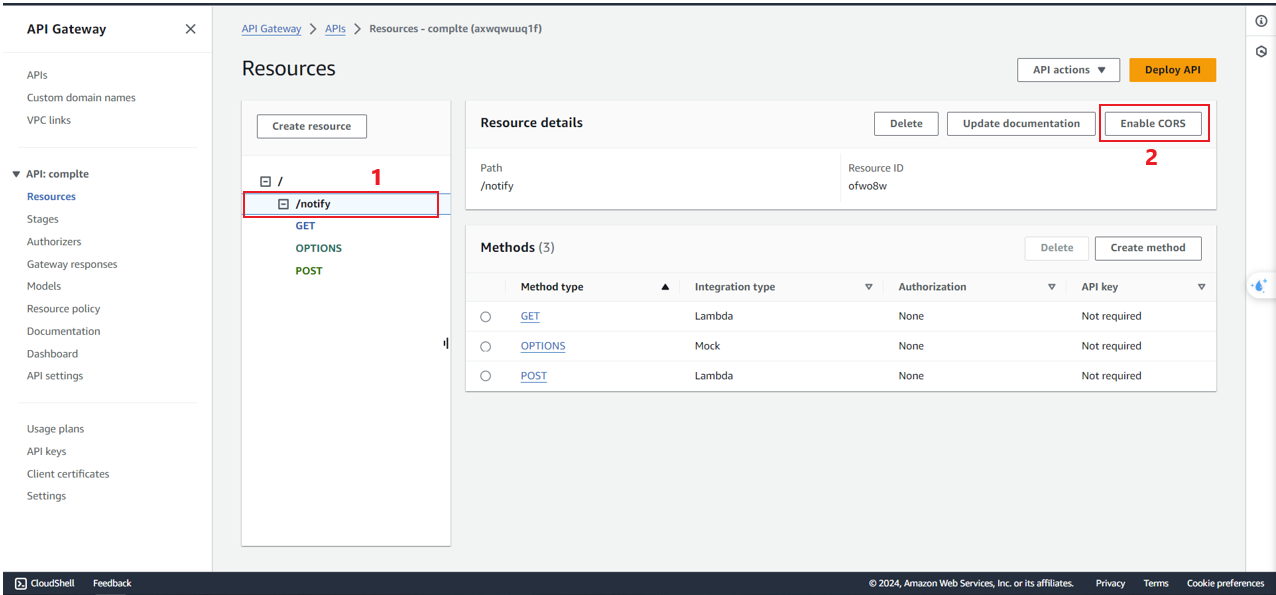 API Gateway
APIs
Custom domain names
VPC links
API: complte
Resources
Stages
Authorizers
Gateway responses
Models
Resource policy
Documentation
Dashboard
API settings
Usage plans
API keys
Client certificates
Settings
API Gateway > APIs > Resources - complte (axwqwuuq1f)
Resources
API actions
Deploy API
Create resource
/
1
/notify
GET
OPTIONS
POST
Resource details
Delete
Update documentation
Enable CORS
2
Path
/notify
Resource ID
ofwo8w
Methods (3)
Delete
Create method
Method type Integration type Authorization API key
GET Lambda None Not required
OPTIONS Mock None Not required
POST Lambda None Not required
CloudShell Feedback © 2024, Amazon Web Services, Inc. or its affiliates. Privacy Terms Cookie preferences